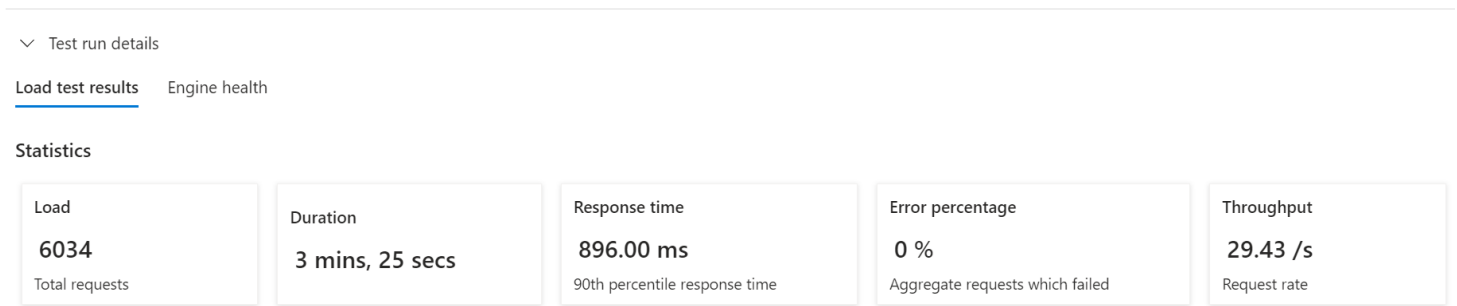 Test run details
Load test results Engine health
Statistics
Load
6034
Total requests
Duration
3 mins, 25 secs
Response time
896.00 ms
90th percentile response time
Error percentage
0 %
Aggregate requests which failed
Throughput
29.43 /s
Request rate